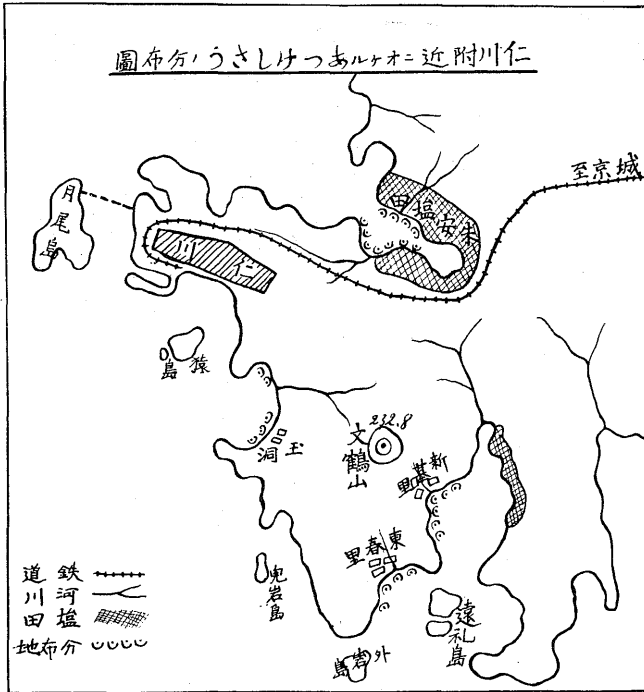 仁川附近ニオケルあつけしさうノ分布圖
至京城
月尾島
朱安塩田
仁川
猿島
232.8
文鶴山
玉洞
新基里
東春里
兎岩島
遠礼島
外岩島
鉄道
河川
塩田
分布地